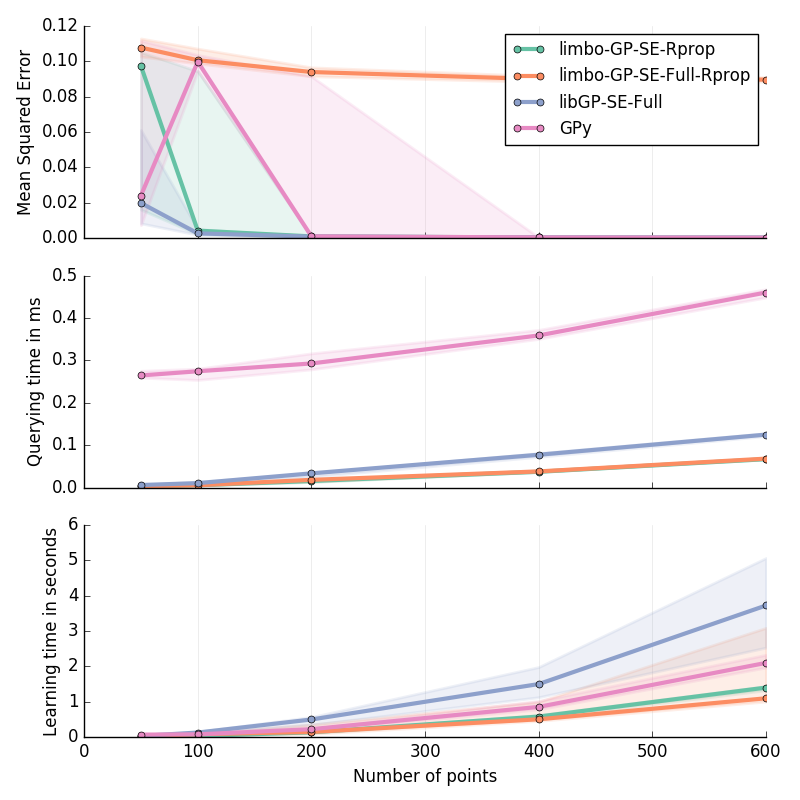 0.12
0.10
0.08
0.06
0.04
0.02
0.00
Mean Squared Error
limbo-GP-SE-Rprop
limbo-GP-SE-Full-Rprop
libGP-SE-Full
GPy
0.5
0.4
0.3
0.2
0.1
0.0
Querying time in ms
6
5
4
3
2
1
0
Learning time in seconds
0 100 200 300 400 500 600
Number of points